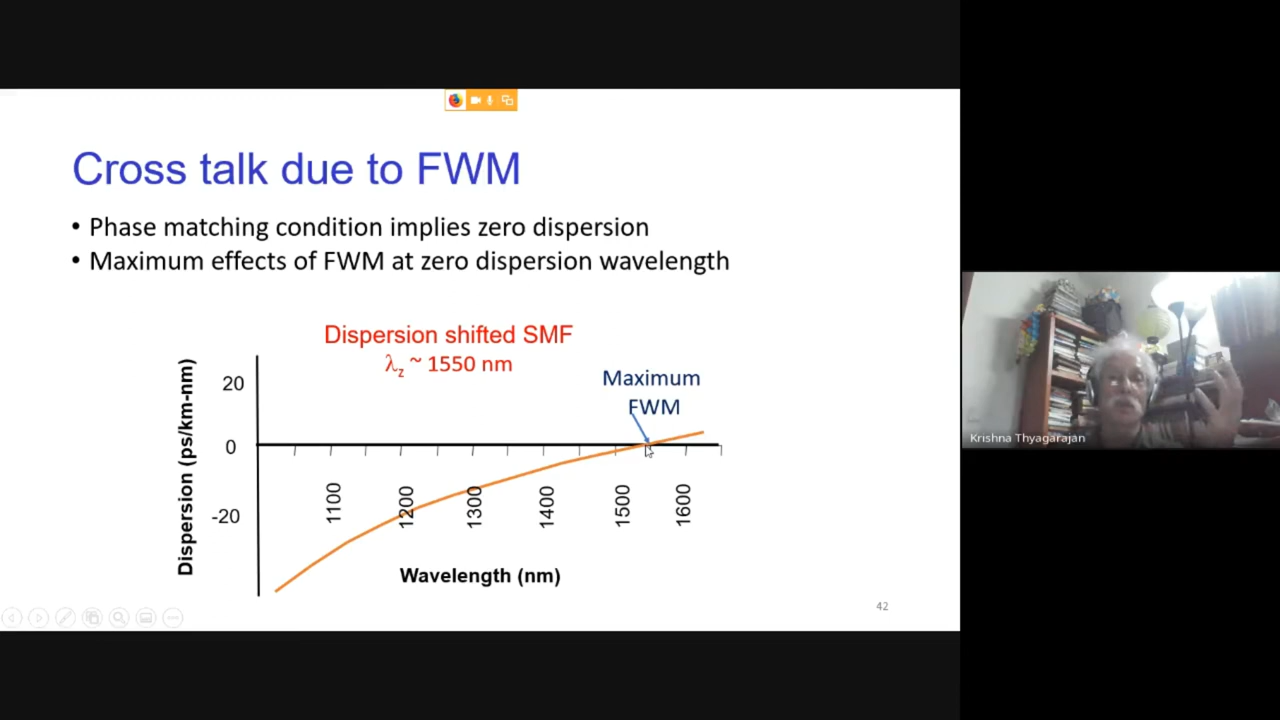 Cross talk due to FWM
• Phase matching condition implies zero dispersion
• Maximum effects of FWM at zero dispersion wavelength
Dispersion shifted SMF
λz ~ 1550 nm
Maximum
FWM
Dispersion (ps/km-nm)
20
0
-20
1100
1200
1300
1400
1500
1600
Wavelength (nm)
42
Krishna Thyagarajan